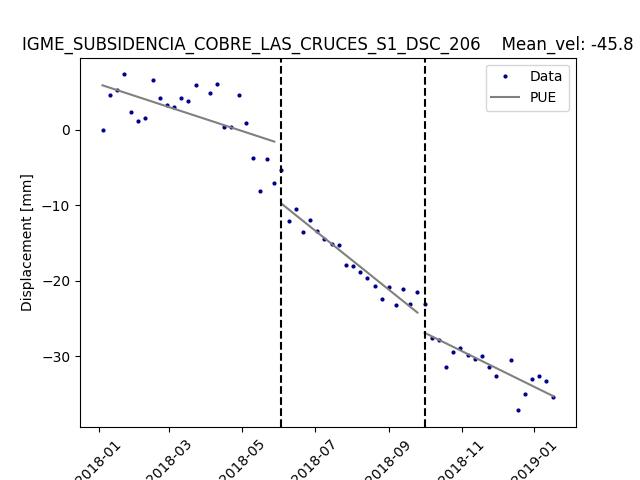 IGME_SUBSIDENCIA_COBRE_LAS_CRUCES_S1_DSC_206 Mean_vel: -45.8
Data
PUE
Displacement [mm]
0
−10
−20
−30
2018-01
2018-03
2018-05
2018-07
2018-09
2018-11
2019-01